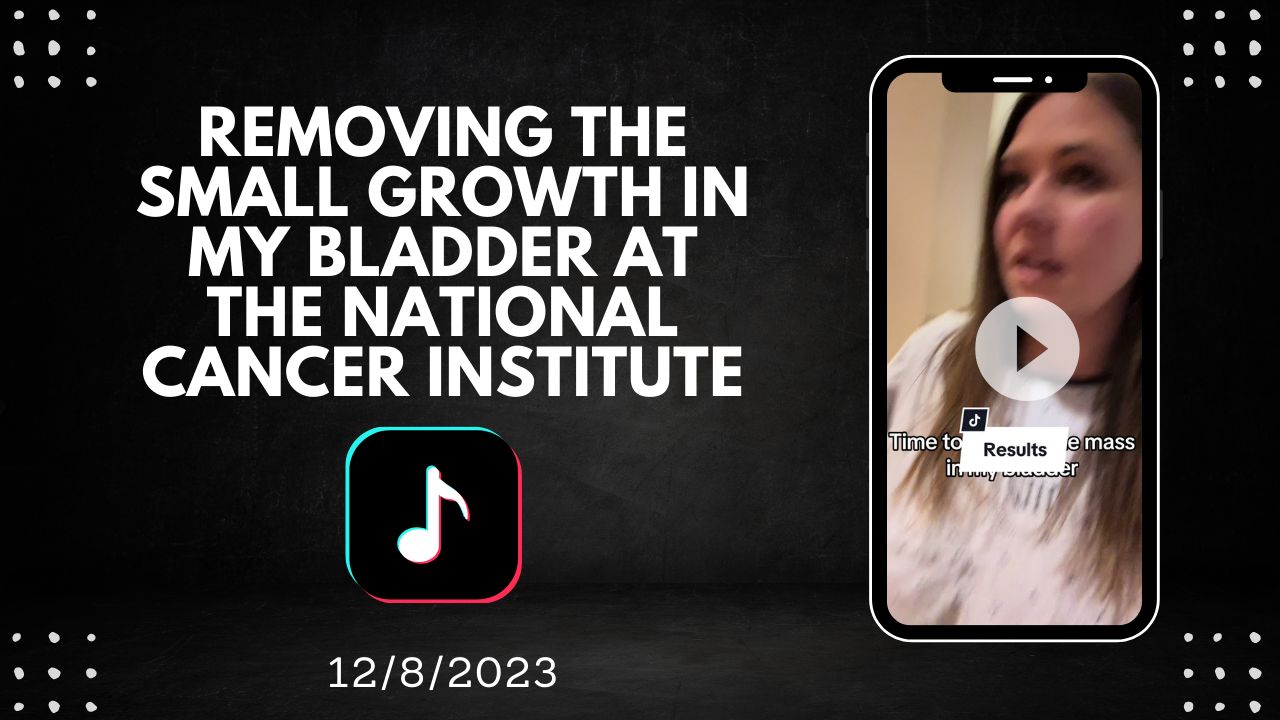 REMOVING THE
SMALL GROWTH IN
MY BLADDER AT
THE NATIONAL
CANCER INSTITUTE
12/8/2023
Time to e mass
Results
in my bladder